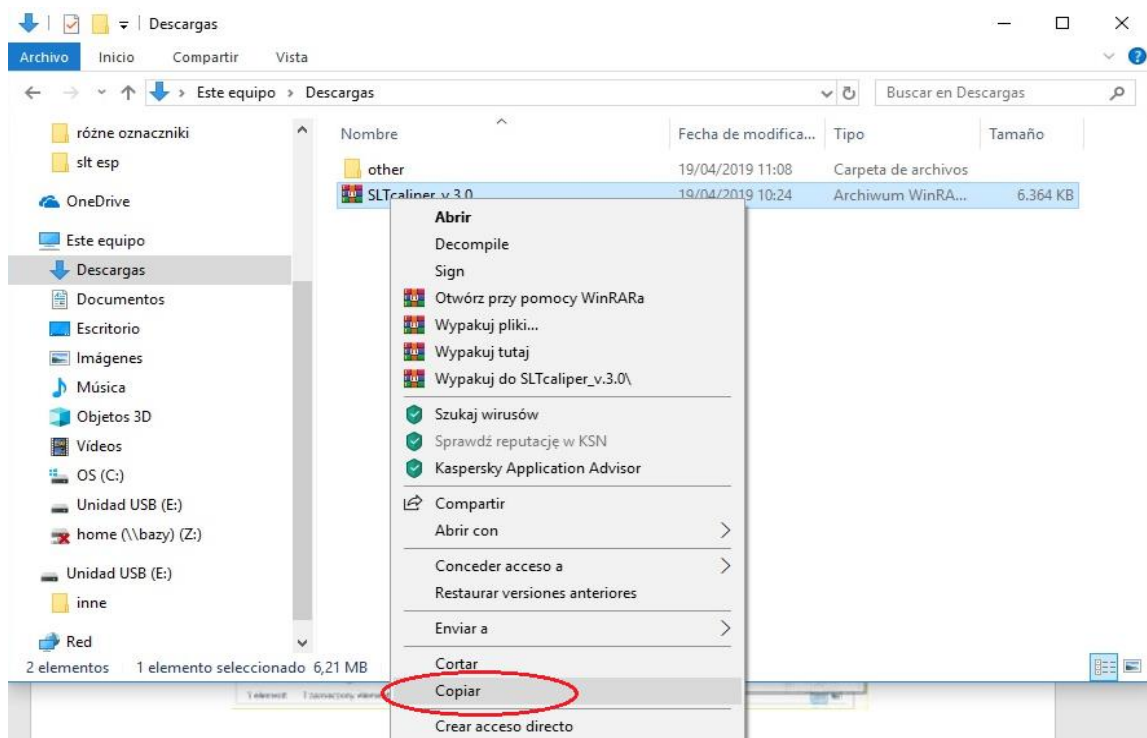 Descargas
Archivo Inicio Compartir Vista
Este equipo › Descargas
Buscar en Descargas
Nombre Fecha de modifica... Tipo Tamaño
other 19/04/2019 11:08 Carpeta de archivos
SLTcaliper_v.3.0 19/04/2019 10:24 Archiwum WinRA... 6.364 KB
różne oznaczniki
slt esp
OneDrive
Este equipo
Descargas
Documentos
Escritorio
Imágenes
Música
Objetos 3D
Vídeos
OS (C:)
Unidad USB (E:)
home (\\bazy) (Z:)
Unidad USB (E:)
inne
Red
Abrir
Decompile
Sign
Otwórz przy pomocy WinRARa
Wypakuj pliki...
Wypakuj tutaj
Wypakuj do SLTcaliper_v.3.0\
Szukaj wirusów
Sprawdź reputację w KSN
Kaspersky Application Advisor
Compartir
Abrir con
Conceder acceso a
Restaurar versiones anteriores
Enviar a
Cortar
Copiar
Crear acceso directo
2 elementos 1 elemento seleccionado 6,21 MB
1 element